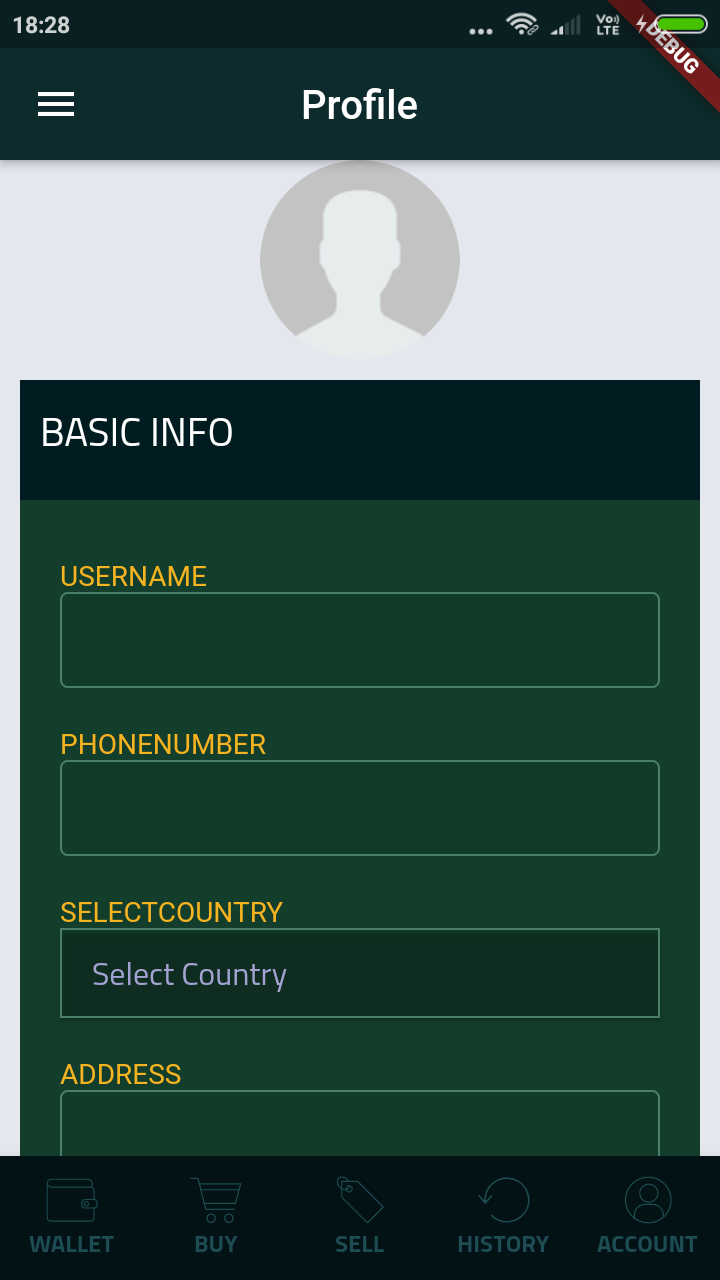 18:28
Vo LTE
DEBUG
Profile
BASIC INFO
USERNAME
PHONENUMBER
SELECTCOUNTRY
Select Country
ADDRESS
WALLET BUY SELL HISTORY ACCOUNT